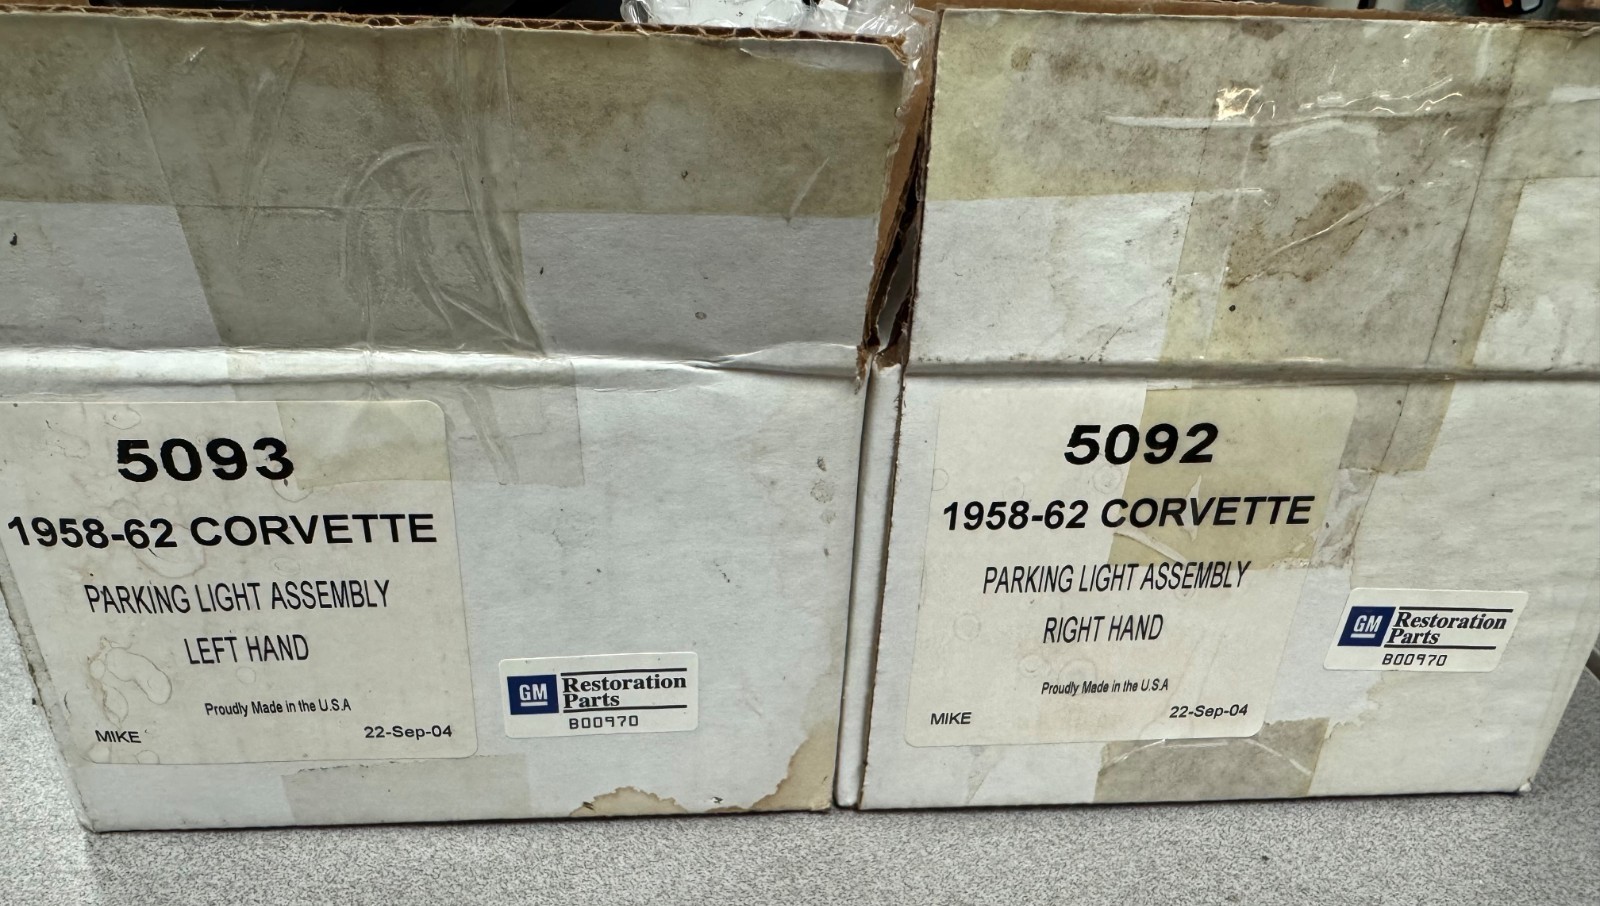 5093
1958-62 CORVETTE
PARKING LIGHT ASSEMBLY
LEFT HAND
Proudly Made in the U.S.A
MIKE
22-Sep-04
GM Restoration
Parts
B00970
5092
1958-62 CORVETTE
PARKING LIGHT ASSEMBLY
RIGHT HAND
Proudly Made in the U.S.A
MIKE
22-Sep-04
GM Restoration
Parts
B00970